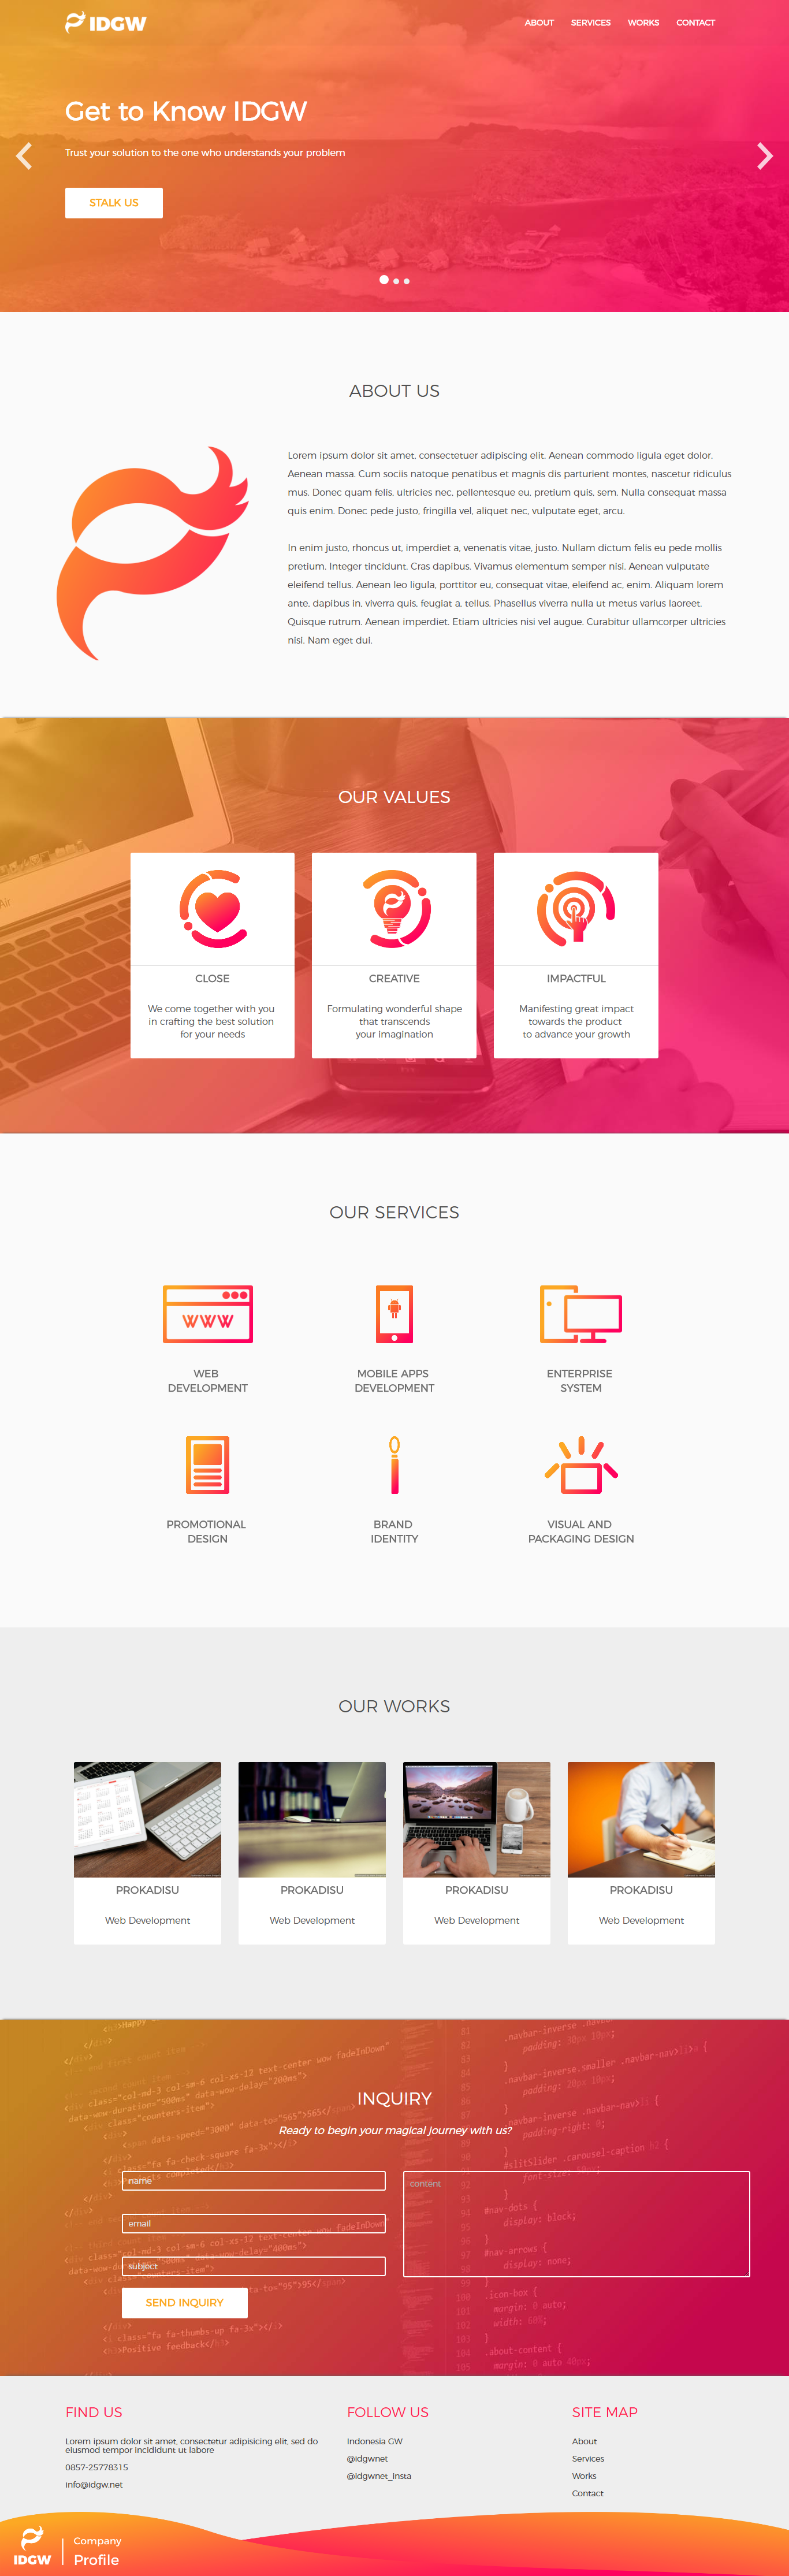 IDGW
ABOUT SERVICES WORKS CONTACT
Get to Know IDGW
Trust your solution to the one who understands your problem
STALK US
ABOUT US
Lorem ipsum dolor sit amet, consectetuer adipiscing elit. Aenean commodo ligula eget dolor.
Aenean massa. Cum sociis natoque penatibus et magnis dis parturient montes, nascetur ridiculus
mus. Donec quam felis, ultricies nec, pellentesque eu, pretium quis, sem. Nulla consequat massa
quis enim. Donec pede justo, fringilla vel, aliquet nec, vulputate eget, arcu.
In enim justo, rhoncus ut, imperdiet a, venenatis vitae, justo. Nullam dictum felis eu pede mollis
pretium. Integer tincidunt. Cras dapibus. Vivamus elementum semper nisi. Aenean vulputate
eleifend tellus. Aenean leo ligula, porttitor eu, consequat vitae, eleifend ac, enim. Aliquam lorem
ante, dapibus in, viverra quis, feugiat a, tellus. Phasellus viverra nulla ut metus varius laoreet.
Quisque rutrum. Aenean imperdiet. Etiam ultricies nisi vel augue. Curabitur ullamcorper ultricies
nisi. Nam eget dui.
OUR VALUES
Air
CLOSE
We come together with you
in crafting the best solution
for your needs
CREATIVE
Formulating wonderful shape
that transcends
your imagination
IMPACTFUL
Manifesting great impact
towards the product
to advance your growth
OUR SERVICES
WWW
WEB
DEVELOPMENT
MOBILE APPS
DEVELOPMENT
ENTERPRISE
SYSTEM
PROMOTIONAL
DESIGN
BRAND
IDENTITY
VISUAL AND
PACKAGING DESIGN
OUR WORKS
PROKADISU
Web Development
PROKADISU
Web Development
PROKADISU
Web Development
PROKADISU
Web Development
INQUIRY
Ready to begin your magical journey with us?
name
email
subject
content
SEND INQUIRY
FIND US
Lorem ipsum dolor sit amet, consectetur adipisicing elit, sed do
eiusmod tempor incididunt ut labore
0857-25778315
info@idgw.net
FOLLOW US
Indonesia GW
@idgwnet
@idgwnet_insta
SITE MAP
About
Services
Works
Contact
IDGW
Company
Profile